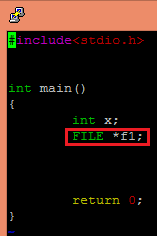 #include<stdio.h>
int main()
{
int x;
FILE *f1;
return 0;
}
~